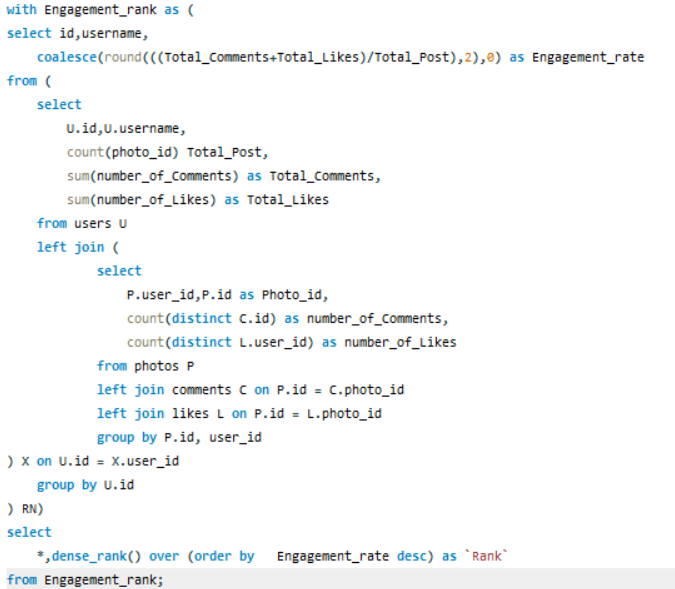 with Engagement_rank as (
select id,username,
    coalesce(round(((Total_Comments+Total_Likes)/Total_Post),2),0) as Engagement_rate
from (
    select
        U.id,U.username,
        count(photo_id) Total_Post,
        sum(number_of_Comments) as Total_Comments,
        sum(number_of_Likes) as Total_Likes
    from users U
    left join (
            select
                P.user_id,P.id as Photo_id,
                count(distinct C.id) as number_of_Comments,
                count(distinct L.user_id) as number_of_Likes
            from photos P
            left join comments C on P.id = C.photo_id
            left join likes L on P.id = L.photo_id
            group by P.id, user_id
) X on U.id = X.user_id
    group by U.id
) RN)
select
    *,dense_rank() over (order by   Engagement_rate desc) as `Rank`
from Engagement_rank;